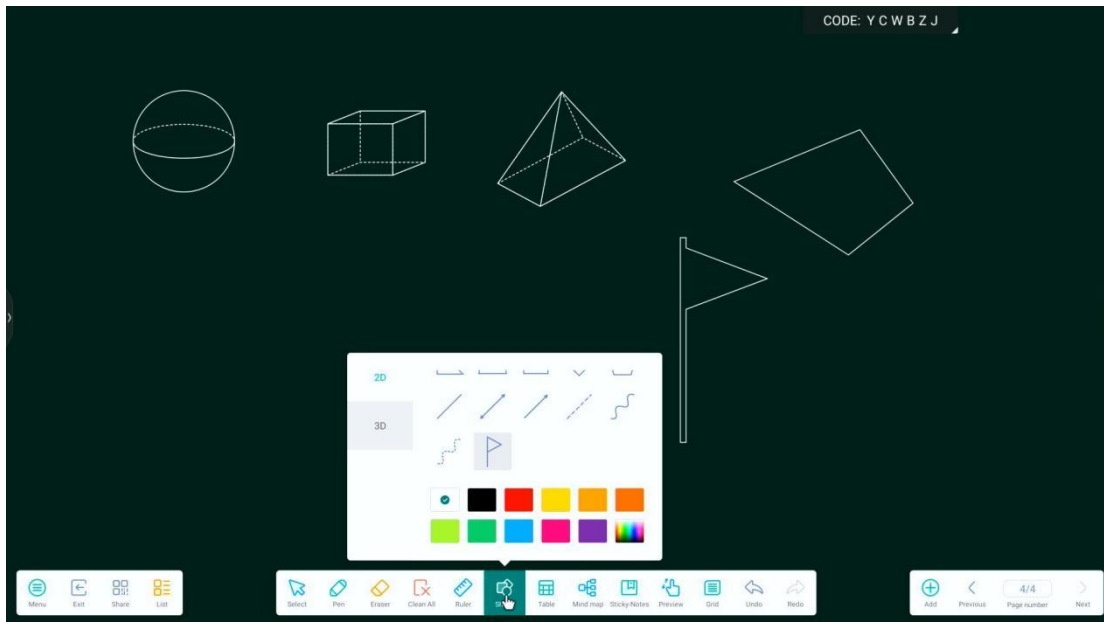 CODE: Y C W B Z J
2D
3D
Menu Exit Share List Select Pen Eraser Clean All Ruler Table Mind map Sticky-Notes Preview Grid Undo Redo Add Previous 4/4 Page number Next